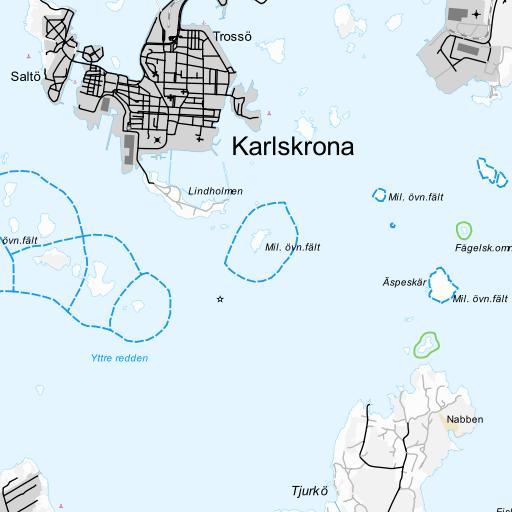 Trossö
Saltö
Karlskrona
Lindholmen
Mil. övn.fält
övn.fält
Mil. övn.fält
Fågelsk.omr
Äspeskär
Mil. övn.fält
Yttre redden
Nabben
Tjurkö